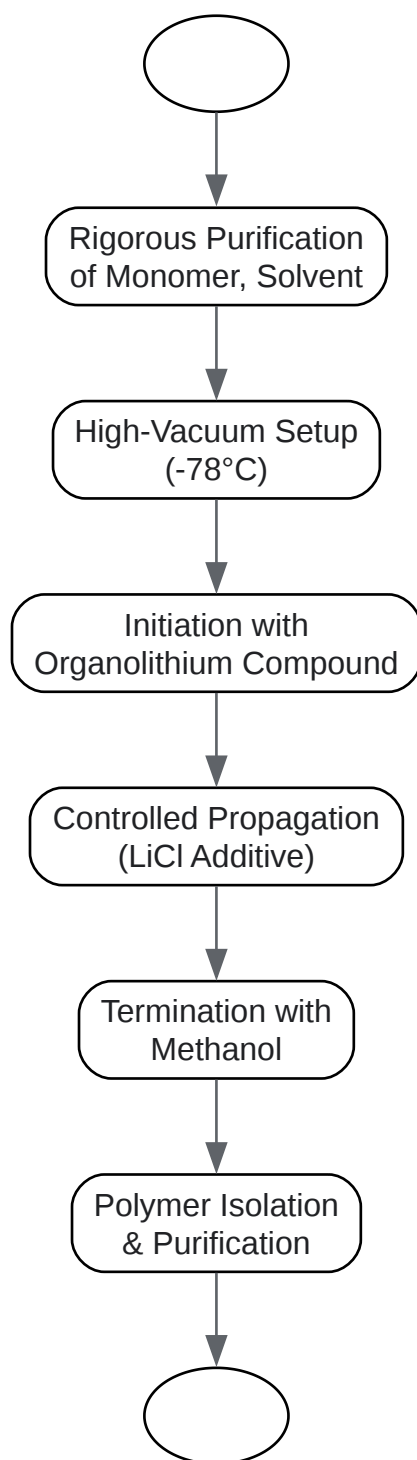 Rigorous Purification
of Monomer, Solvent
High-Vacuum Setup
(-78°C)
Initiation with
Organolithium Compound
Controlled Propagation
(LiCl Additive)
Termination with
Methanol
Polymer Isolation
& Purification